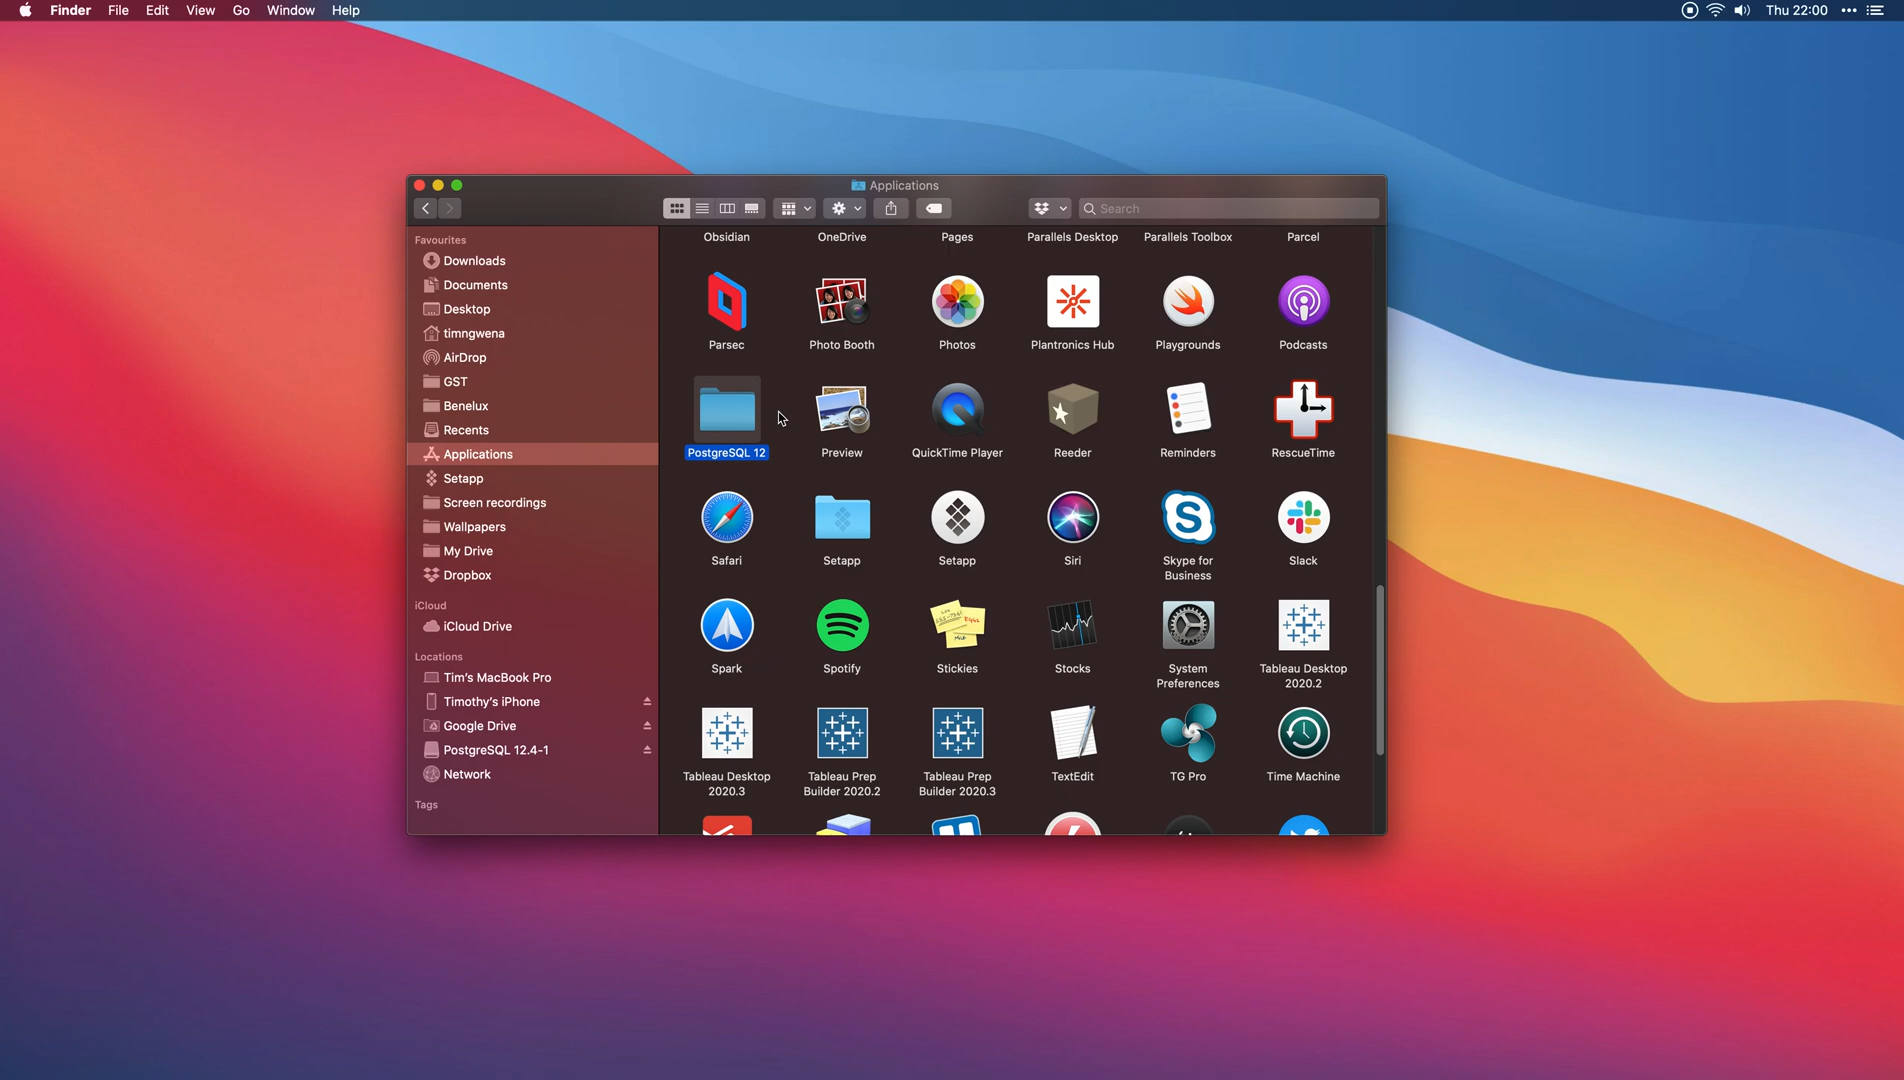 Finder File Edit View Go Window Help
Thu 22:00
Applications
Search
Favourites
Downloads
Documents
Desktop
timngwena
AirDrop
GST
Benelux
Recents
Applications
Setapp
Screen recordings
Wallpapers
My Drive
Dropbox
iCloud
iCloud Drive
Locations
Tim's MacBook Pro
Timothy's iPhone
Google Drive
PostgreSQL 12.4-1
Network
Tags
Obsidian OneDrive Pages Parallels Desktop Parallels Toolbox Parcel
Parsec Photo Booth Photos Plantronics Hub Playgrounds Podcasts
PostgreSQL 12 Preview QuickTime Player Reeder Reminders RescueTime
Safari Setapp Setapp Siri Skype for Slack
Business
Spark Spotify Stickies Stocks System Tableau Desktop
Preferences 2020.2
Tableau Desktop Tableau Prep Tableau Prep TextEdit TG Pro Time Machine
2020.3 Builder 2020.2 Builder 2020.3